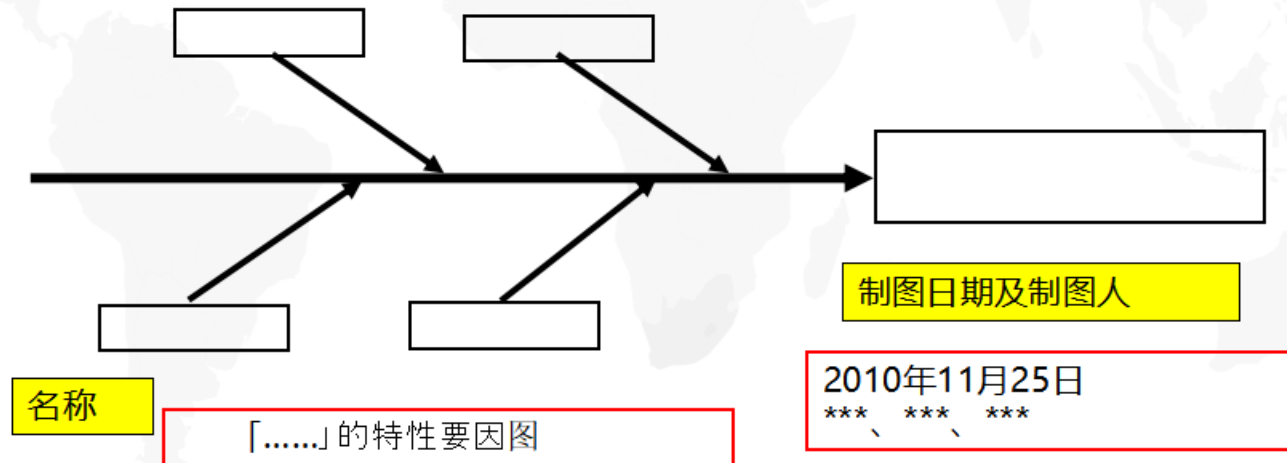 制图日期及制图人
2010年11月25日
***、***、***
名称
「......」的特性要因图